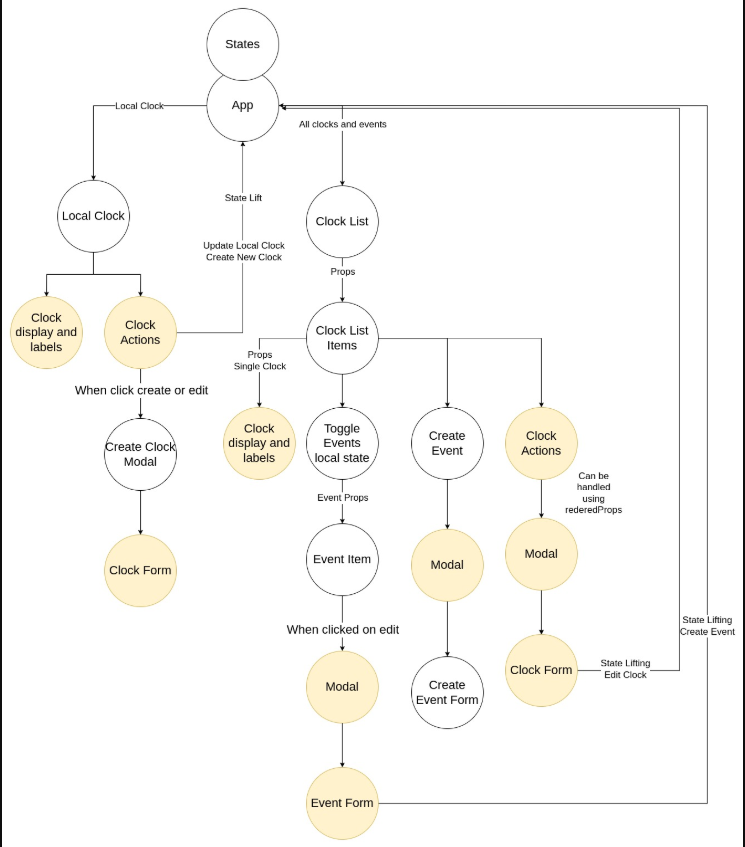 States
App
Local Clock
All clocks and events
Local Clock
State Lift
Clock List
Update Local Clock
Create New Clock
Props
Clock
display and
labels
Clock
Actions
Clock List
Items
Props
Single Clock
When click create or edit
Create Clock
Modal
Clock
display and
labels
Toggle
Events
local state
Create
Event
Clock
Actions
Can be
handled
using
rederedProps
Event Props
Clock Form
Event Item
Modal
Modal
When clicked on edit
State Lifting
Create Event
Modal
Create
Event Form
Clock Form
State Lifting
Edit Clock
Event Form